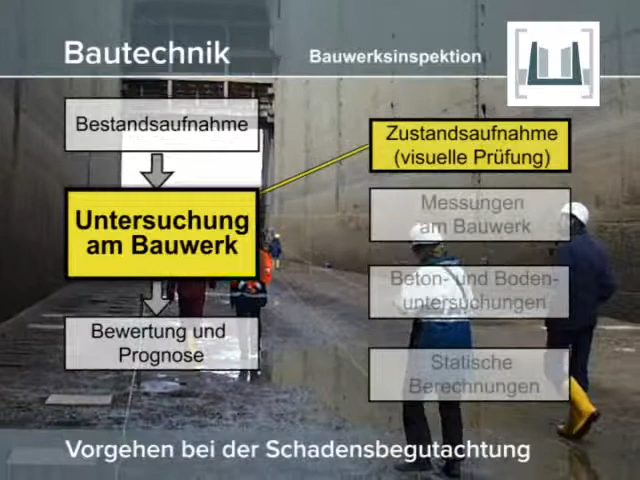 Bautechnik
Bauwerksinspektion
Bestandsaufnahme
Untersuchung
am Bauwerk
Bewertung und
Prognose
Zustandsaufnahme
(visuelle Prüfung)
Messungen
am Bauwerk
Beton- und Boden-
untersuchungen
Statische
Berechnungen
Vorgehen bei der Schadensbegutachtung